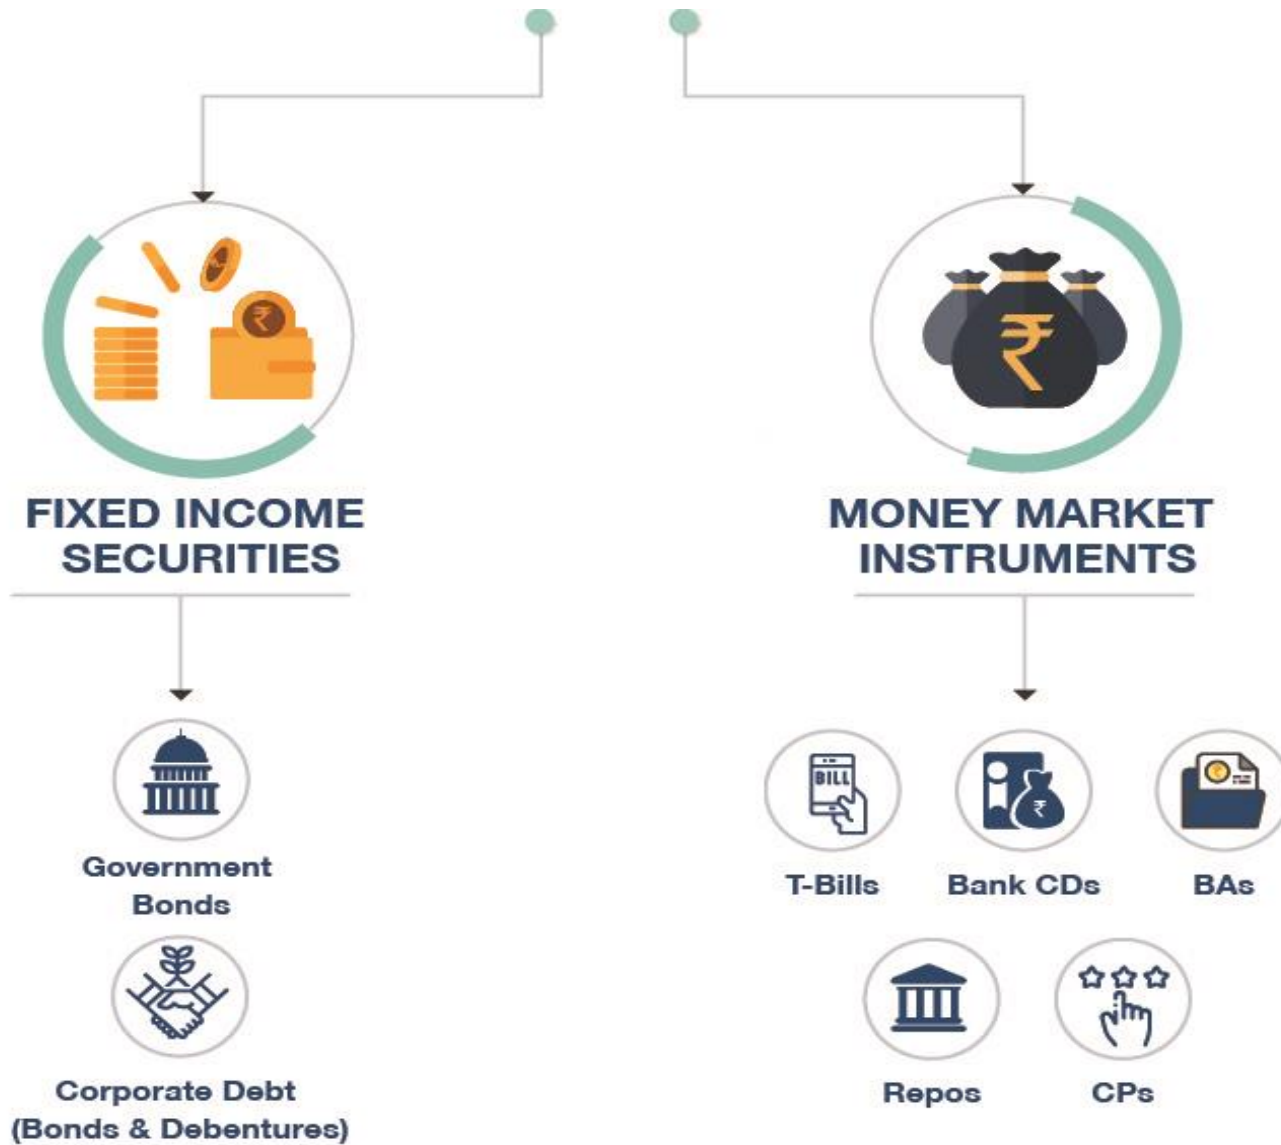 FIXED INCOME
SECURITIES
MONEY MARKET
INSTRUMENTS
Government
Bonds
Corporate Debt
(Bonds & Debentures)
BILL
T-Bills
Bank CDs
BAs
Repos
CPs
₹
₹
₹
₹